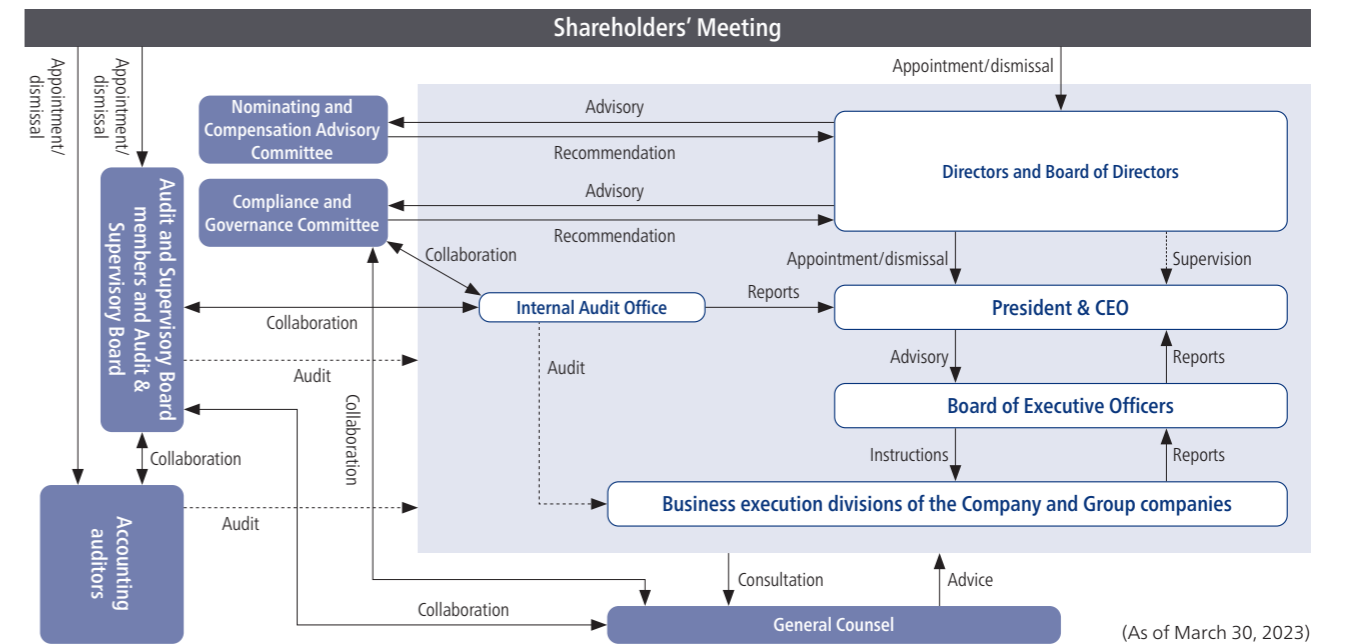 Shareholders’ Meeting
Appointment/
dismissal
Appointment/
dismissal
Appointment/dismissal
Nominating and
Compensation Advisory
Committee
Advisory
Recommendation
Directors and Board of Directors
Compliance and
Governance Committee
Advisory
Recommendation
Audit and Supervisory Board
members and Audit &
Supervisory Board
Collaboration
Appointment/dismissal
Supervision
Internal Audit Office
Reports
President & CEO
Collaboration
Audit
Audit
Advisory
Reports
Collaboration
Board of Executive Officers
Collaboration
Instructions
Reports
Business execution divisions of the Company and Group companies
Accounting
auditors
Audit
Consultation
Advice
Collaboration
General Counsel
(As of March 30, 2023)